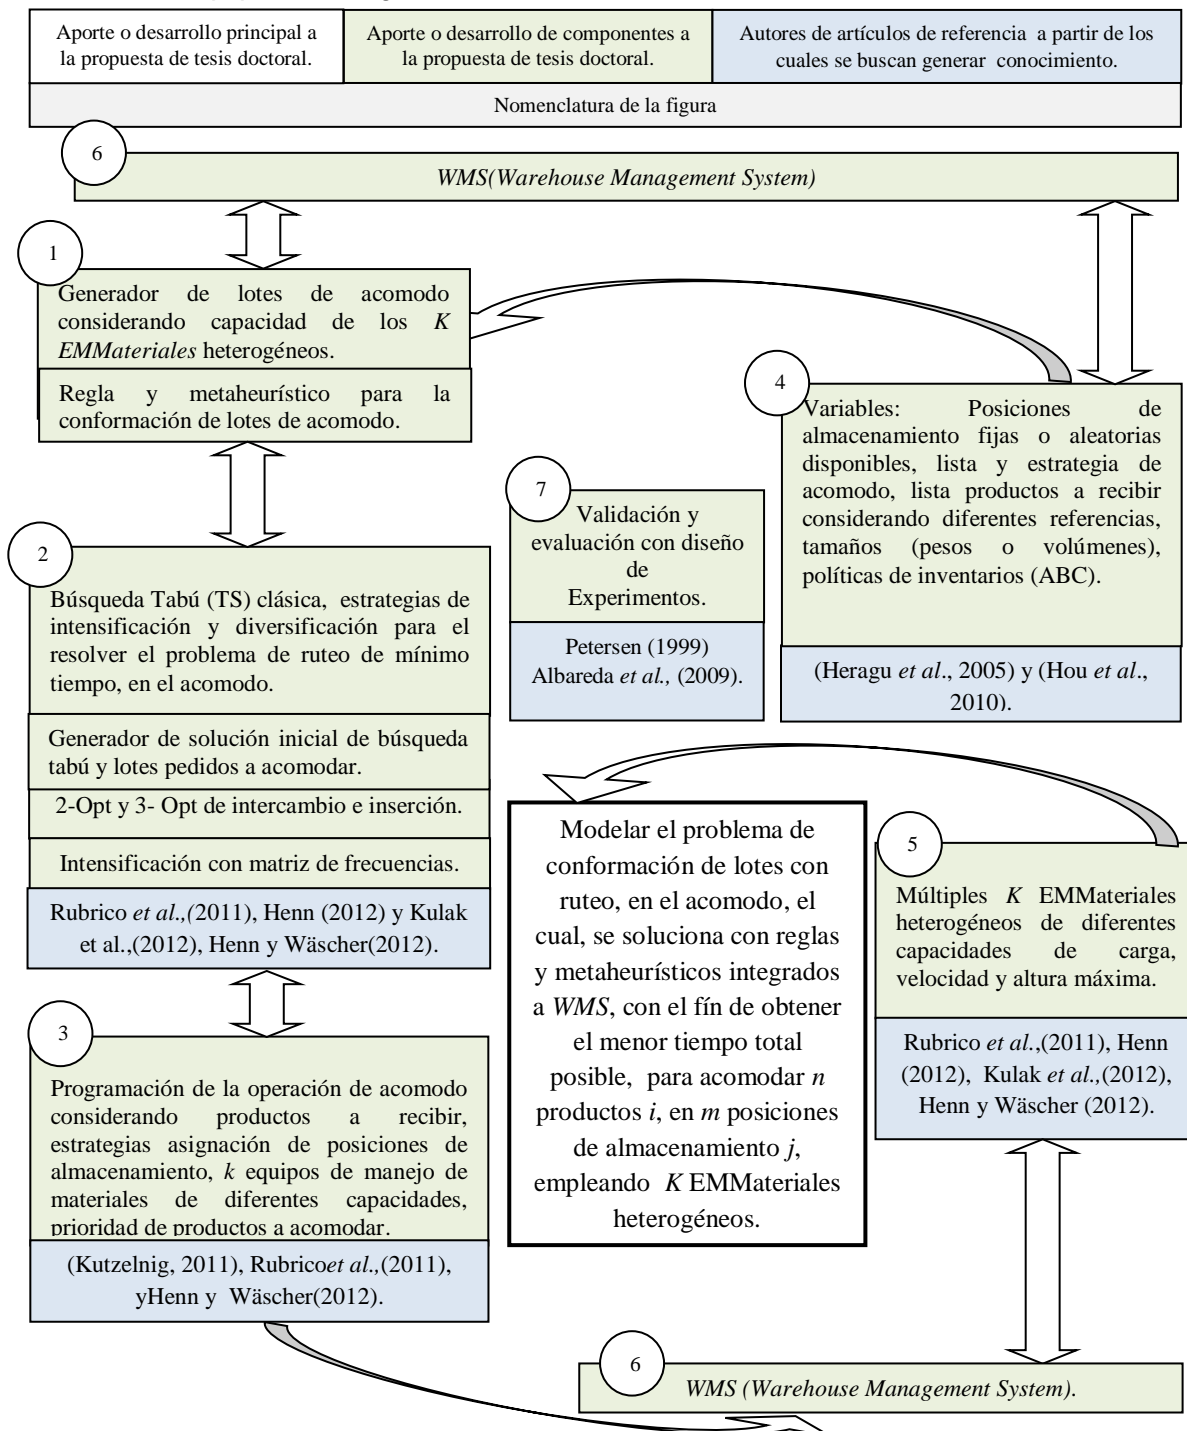 Aporte o desarrollo principal a
la propuesta de tesis doctoral.
Aporte o desarrollo de componentes a
la propuesta de tesis doctoral.
Autores de artículos de referencia a partir de los
cuales se buscan generar conocimiento.
Nomenclatura de la figura
6
WMS(Warehouse Management System)
1
Generador de lotes de acomodo
considerando capacidad de los K
EMMateriales heterogéneos.
Regla y metaheurístico para la
conformación de lotes de acomodo.
4
Variables: Posiciones de
almacenamiento fijas o aleatorias
disponibles, lista y estrategia de
acomodo, lista productos a recibir
considerando diferentes referencias,
tamaños (pesos o volúmenes),
políticas de inventarios (ABC).
(Heragu et al., 2005) y (Hou et al.,
2010).
7
Validación y
evaluación con diseño
de
Experimentos.
Petersen (1999)
Albareda et al., (2009).
2
Búsqueda Tabú (TS) clásica, estrategias de
intensificación y diversificación para el
resolver el problema de ruteo de mínimo
tiempo, en el acomodo.
Generador de solución inicial de búsqueda
tabú y lotes pedidos a acomodar.
2-Opt y 3- Opt de intercambio e inserción.
Intensificación con matriz de frecuencias.
Rubrico et al.,(2011), Henn (2012) y Kulak
et al.,(2012), Henn y Wäscher(2012).
Modelar el problema de
conformación de lotes con
ruteo, en el acomodo, el
cual, se soluciona con reglas
y metaheurísticos integrados
a WMS, con el fín de obtener
el menor tiempo total
posible, para acomodar n
productos i, en m posiciones
de almacenamiento j,
empleando K EMMateriales
heterogéneos.
5
Múltiples K EMMateriales
heterogéneos de diferentes
capacidades de carga,
velocidad y altura máxima.
Rubrico et al.,(2011), Henn
(2012), Kulak et al.,(2012),
Henn y Wäscher (2012).
3
Programación de la operación de acomodo
considerando productos a recibir,
estrategias asignación de posiciones de
almacenamiento, k equipos de manejo de
materiales de diferentes capacidades,
prioridad de productos a acomodar.
(Kutzelnig, 2011), Rubricoet al.,(2011),
yHenn y Wäscher(2012).
6
WMS (Warehouse Management System).